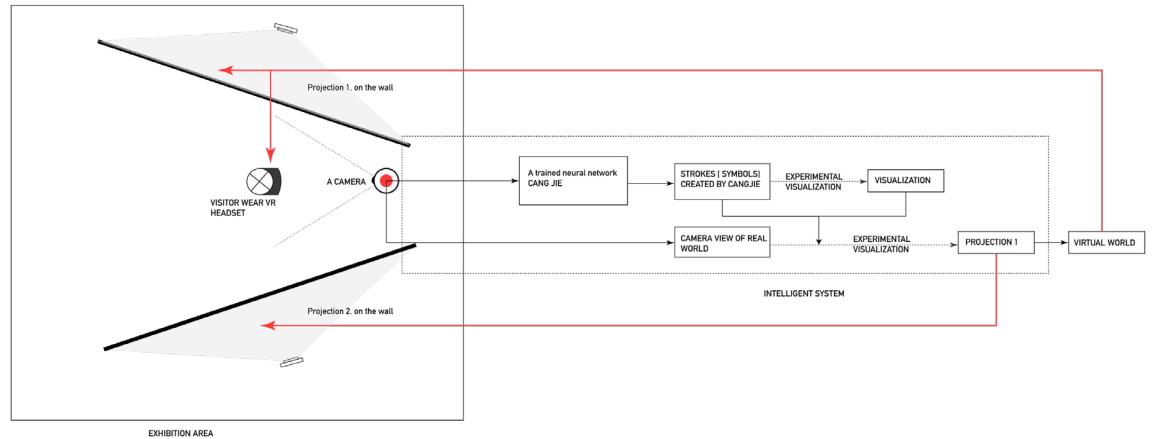 Projection 1. on the wall
A CAMERA
VISITOR WEAR VR
HEADSET
A trained neural network
CANG JIE
STROKES ( SYMBOLS)
CREATED BY CANGJIE
EXPERIMENTAL
VISUALIZATION
VISUALIZATION
CAMERA VIEW OF REAL
WORLD
EXPERIMENTAL
VISUALIZATION
PROJECTION 1
VIRTUAL WORLD
INTELLIGENT SYSTEM
Projection 2. on the wall
EXHIBITION AREA